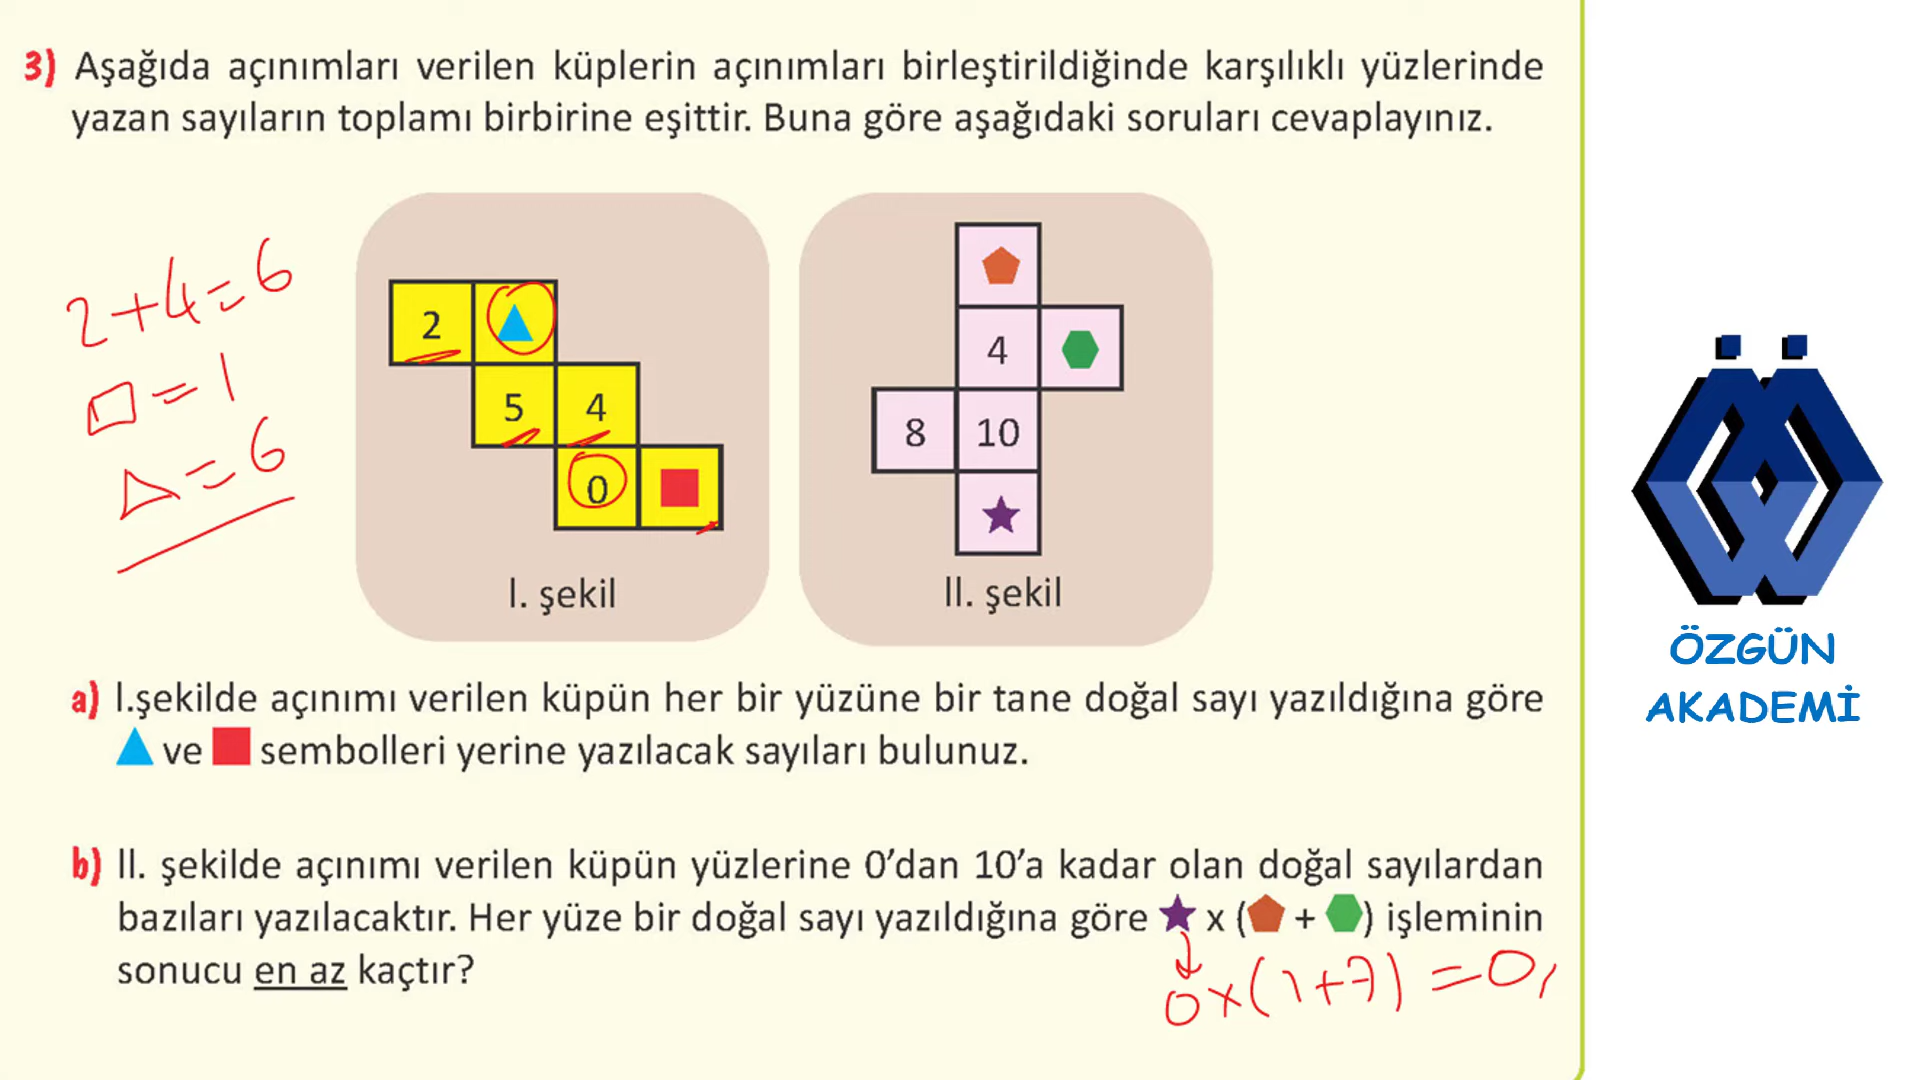 3) Aşağıda açınımları verilen küplerin açınımları birleştirildiğinde karşılıklı yüzlerinde
yazan sayıların toplamı birbirine eşittir. Buna göre aşağıdaki soruları cevaplayınız.
2+4=6
□=1
△=6
2
5 4
0
I. şekil
4
8 10
II. şekil
ÖZGÜN
AKADEMİ
a) I.şekilde açınımı verilen küpün her bir yüzüne bir tane doğal sayı yazıldığına göre
▲ ve ■ sembolleri yerine yazılacak sayıları bulunuz.
b) II. şekilde açınımı verilen küpün yüzlerine 0’dan 10’a kadar olan doğal sayılardan
bazıları yazılacaktır. Her yüze bir doğal sayı yazıldığına göre ★ x (⬟ + ⬢) işleminin
sonucu en az kaçtır?
0x(1+7)=0,